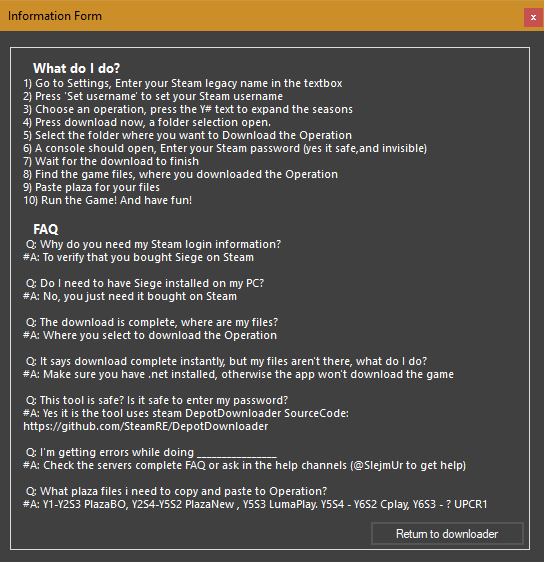 Information Form
x
What do I do?
1) Go to Settings, Enter your Steam legacy name in the textbox
2) Press 'Set username' to set your Steam username
3) Choose an operation, press the Y# text to expand the seasons
4) Press download now, a folder selection open.
5) Select the folder where you want to Download the Operation
6) A console should open, Enter your Steam password (yes it safe,and invisible)
7) Wait for the download to finish
8) Find the game files, where you downloaded the Operation
9) Paste plaza for your files
10) Run the Game! And have fun!
FAQ
Q: Why do you need my Steam login information?
#A: To verify that you bought Siege on Steam
Q: Do I need to have Siege installed on my PC?
#A: No, you just need it bought on Steam
Q: The download is complete, where are my files?
#A: Where you select to download the Operation
Q: It says download complete instantly, but my files aren't there, what do I do?
#A: Make sure you have .net installed, otherwise the app won't download the game
Q: This tool is safe? Is it safe to enter my password?
#A: Yes it is the tool uses steam DepotDownloader SourceCode:
https://github.com/SteamRE/DepotDownloader
Q: I'm getting errors while doing ________________
#A: Check the servers complete FAQ or ask in the help channels (@SlejmUr to get help)
Q: What plaza files i need to copy and paste to Operation?
#A: Y1-Y2S3 PlazaBO, Y2S4-Y5S2 PlazaNew , Y5S3 LumaPlay. Y5S4 - Y6S2 Cplay, Y6S3 - ? UPCR1
Return to downloader